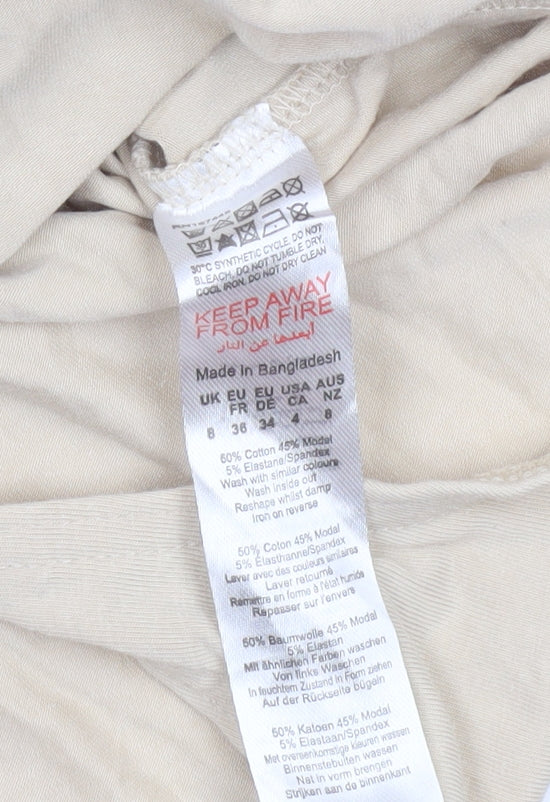 30°C SYNTHETIC CYCLE. DO NOT
BLEACH. DO NOT TUMBLE DRY.
COOL IRON. DO NOT DRY CLEAN
KEEP AWAY
FROM FIRE
أبعدها عن النار
Made in Bangladesh
UK EU EU USA AUS
FR DE CA NZ
8 36 34 4 8
50% Cotton 45% Modal
5% Elastane/Spandex
Wash with similar colours
Wash inside out
Reshape whilst damp
Iron on reverse
50% Coton 45% Modal
5% Élasthanne/Spandex
Laver avec des couleurs similaires
Laver retourné
Remettre en forme à l'état humide
Repasser sur l'envers
50% Baumwolle 45% Modal
5% Elastan
Mit ähnlichen Farben waschen
Von links Waschen
In feuchtem Zustand in Form ziehen
Auf der Rückseite bügeln
50% Katoen 45% Modal
5% Elastaan/Spandex
Met overeenkomstige kleuren wassen
Binnenstebuiten wassen
Nat in vorm brengen
Strijken aan de binnenkant